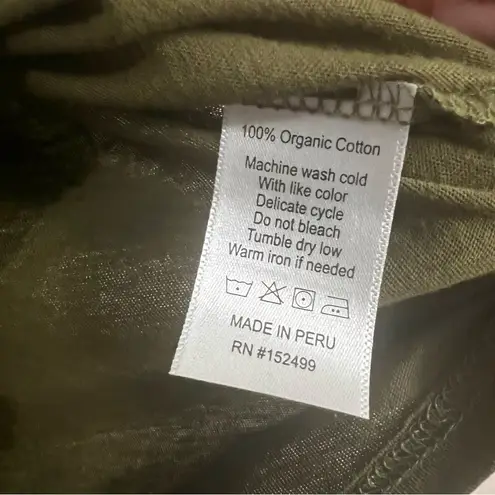 100% Organic Cotton
Machine wash cold
With like color
Delicate cycle
Do not bleach
Tumble dry low
Warm iron if needed
MADE IN PERU
RN #152499